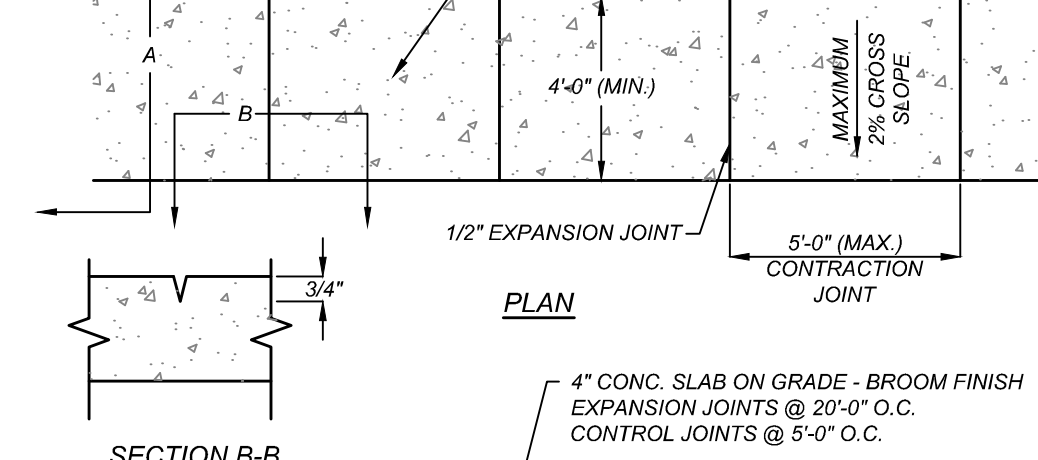 A
B
4'-0" (MIN.)
MAXIMUM
2% CROSS
SLOPE
1/2" EXPANSION JOINT
5'-0" (MAX.)
CONTRACTION
JOINT
3/4"
PLAN
4" CONC. SLAB ON GRADE - BROOM FINISH
EXPANSION JOINTS @ 20'-0" O.C.
CONTROL JOINTS @ 5'-0" O.C.
SECTION B-B